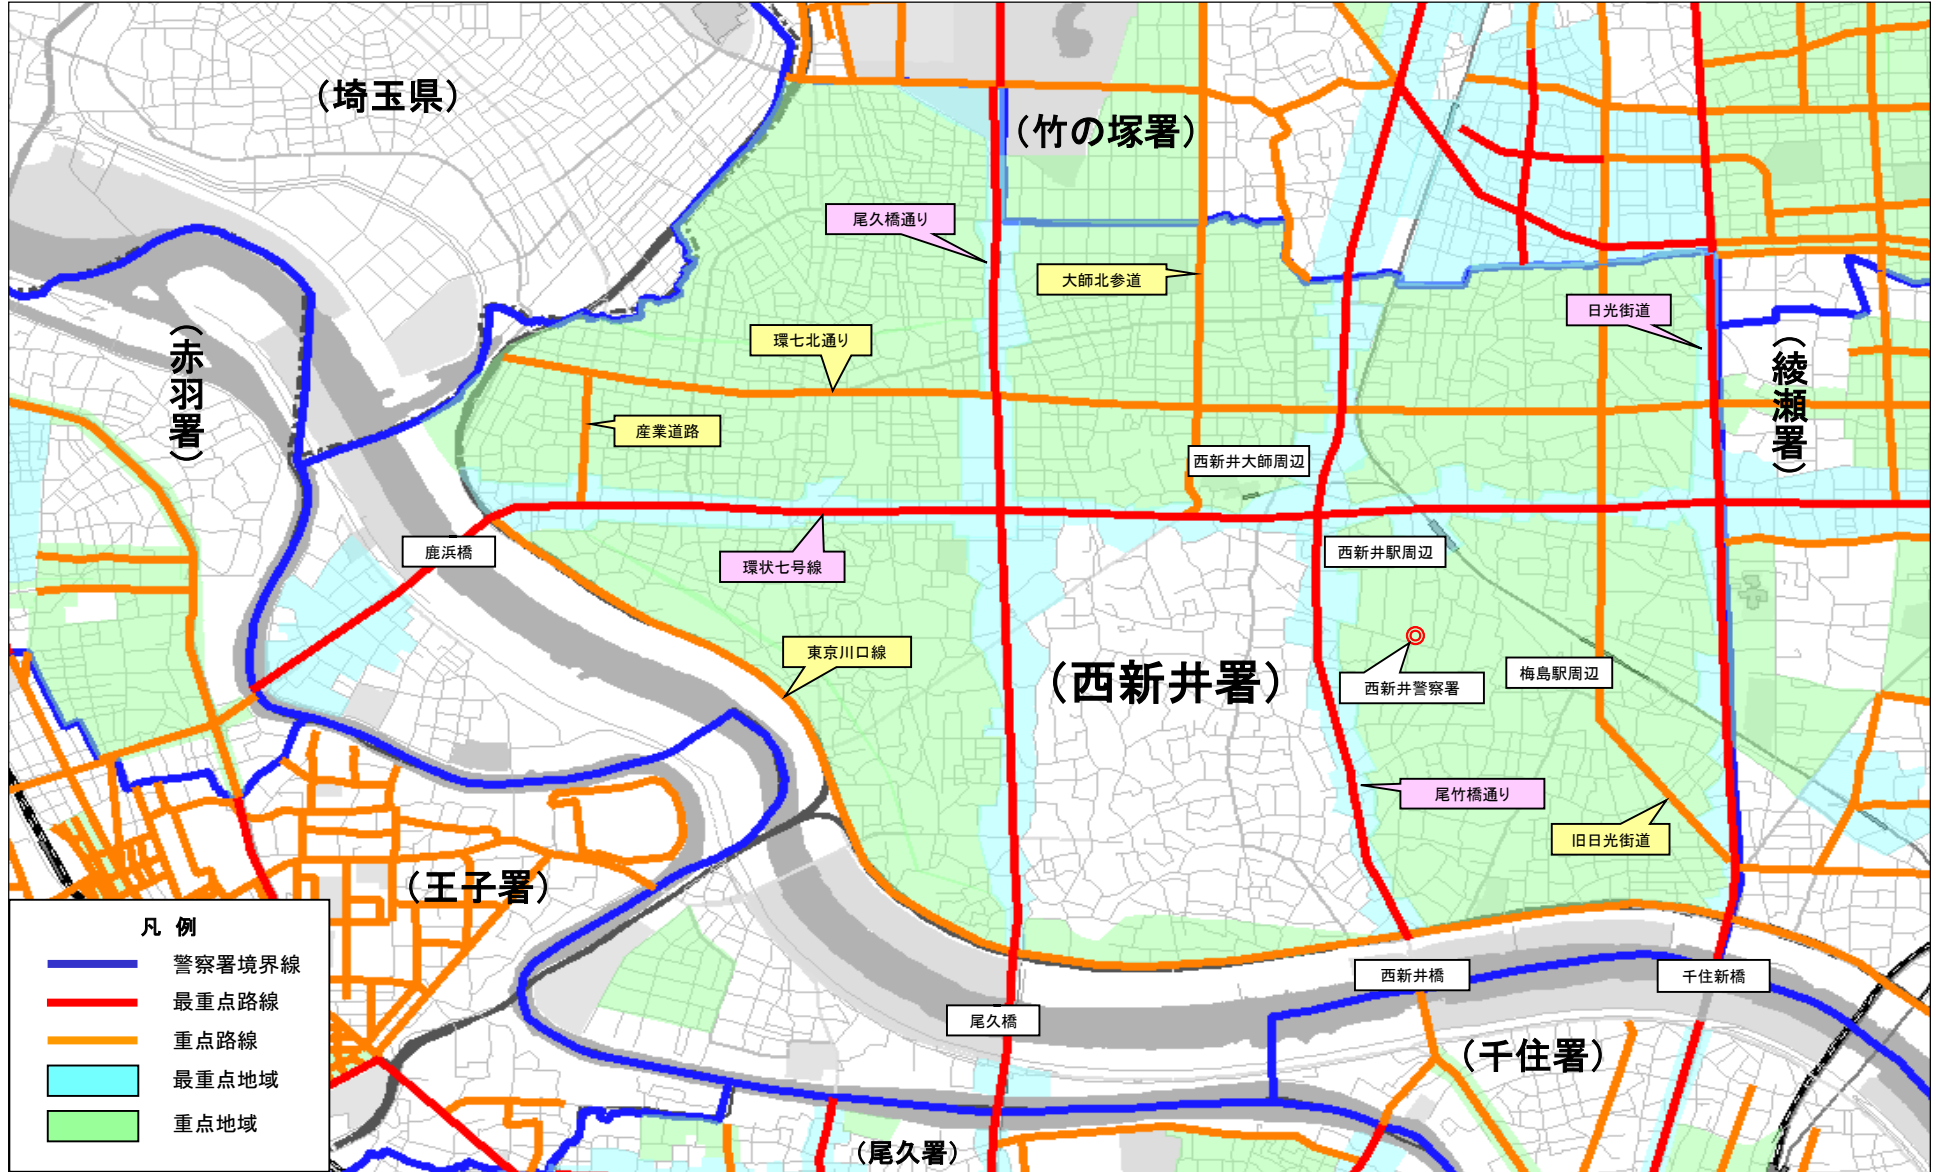 (埼玉県)
(竹の塚署)
尾久橋通り
大師北参道
日光街道
環七北通り
(赤羽署)
(綾瀬署)
産業道路
西新井大師周辺
鹿浜橋
環状七号線
西新井駅周辺
東京川口線
(西新井署)
西新井警察署
梅島駅周辺
尾竹橋通り
旧日光街道
(王子署)
凡 例
警察署境界線
最重点路線
重点路線
最重点地域
重点地域
西新井橋
千住新橋
尾久橋
(千住署)
(尾久署)